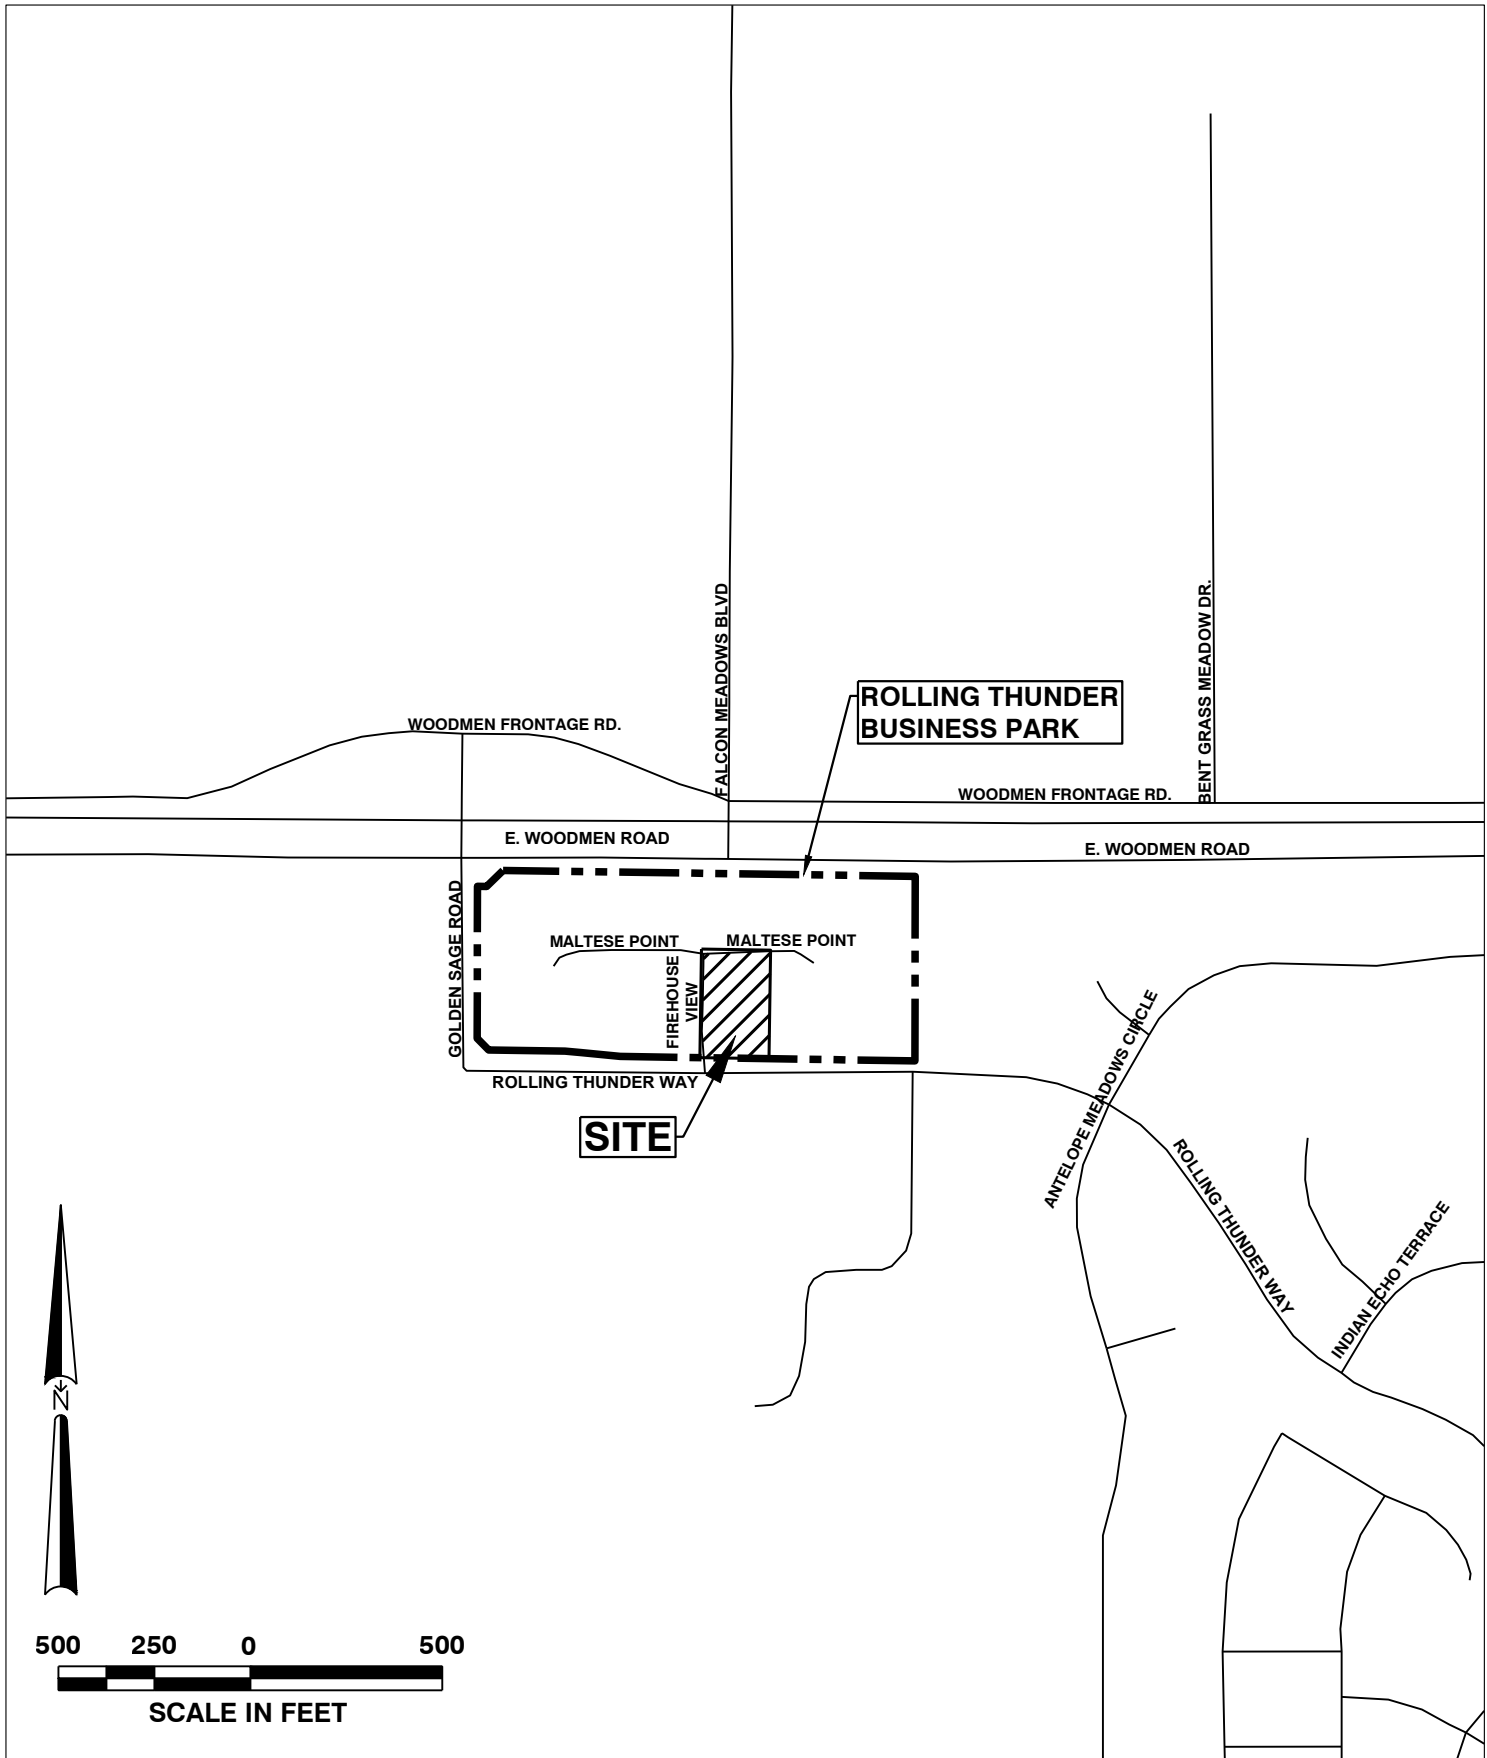 FALCON MEADOWS BLVD
BENT GRASS MEADOW DR.
ROLLING THUNDER
BUSINESS PARK
WOODMEN FRONTAGE RD.
WOODMEN FRONTAGE RD.
E. WOODMEN ROAD
E. WOODMEN ROAD
GOLDEN SAGE ROAD
MALTESE POINT
MALTESE POINT
FIREHOUSE
VIEW
ROLLING THUNDER WAY
SITE
ANTELOPE MEADOWS CIRCLE
ROLLING THUNDER WAY
INDIAN ECHO TERRACE
N
500 250 0 500
SCALE IN FEET